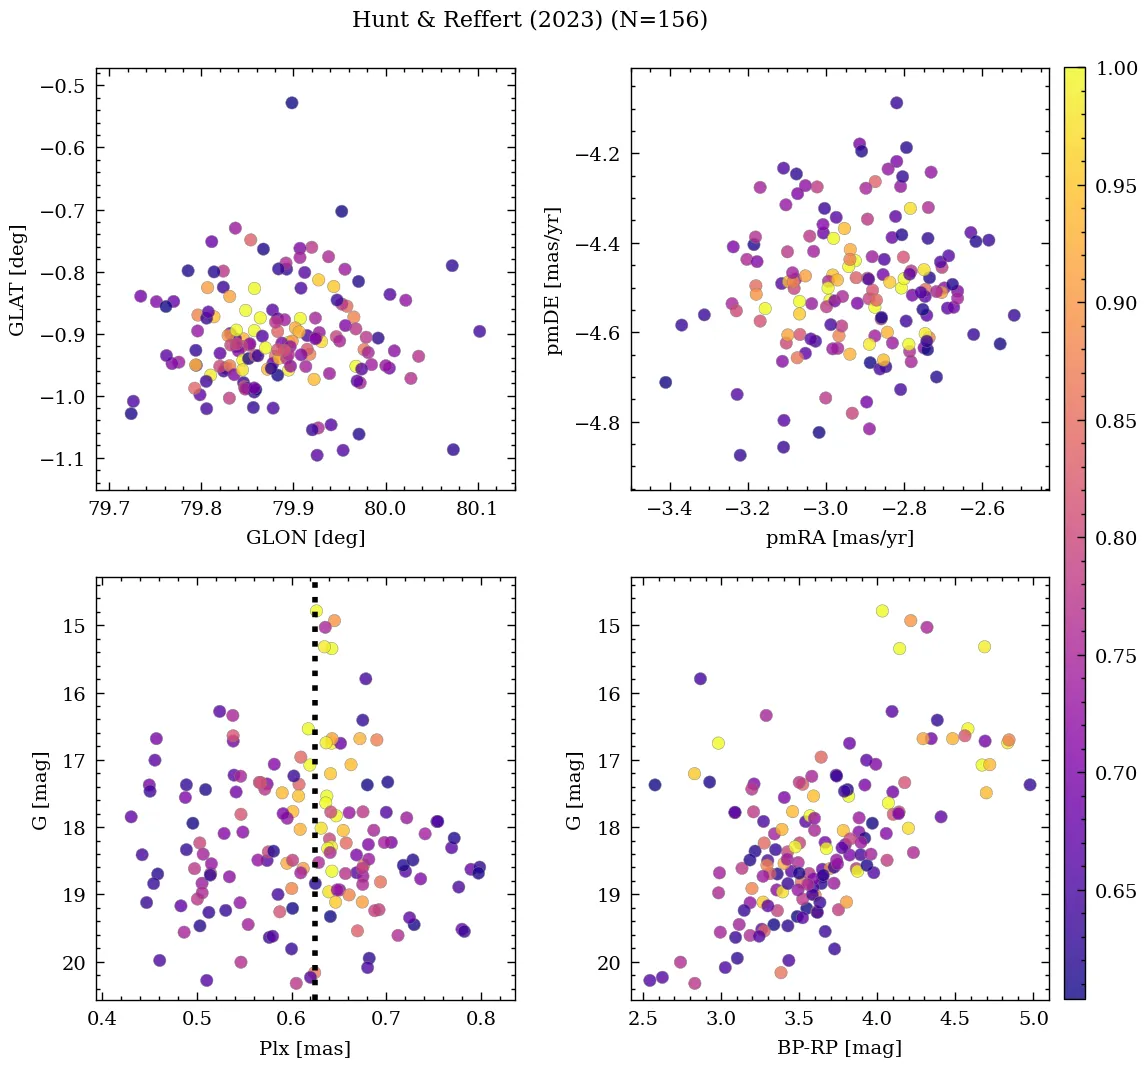 Hunt & Reffert (2023) (N=156)
−0.5
−0.6
−0.7
−0.8
−0.9
−1.0
−1.1
GLAT [deg]
79.7 79.8 79.9 80.0 80.1
GLON [deg]
−4.2
−4.4
−4.6
−4.8
pmDE [mas/yr]
−3.4 −3.2 −3.0 −2.8 −2.6
pmRA [mas/yr]
15
16
17
18
19
20
G [mag]
0.4 0.5 0.6 0.7 0.8
Plx [mas]
15
16
17
18
19
20
G [mag]
2.5 3.0 3.5 4.0 4.5 5.0
BP-RP [mag]
1.00
0.95
0.90
0.85
0.80
0.75
0.70
0.65